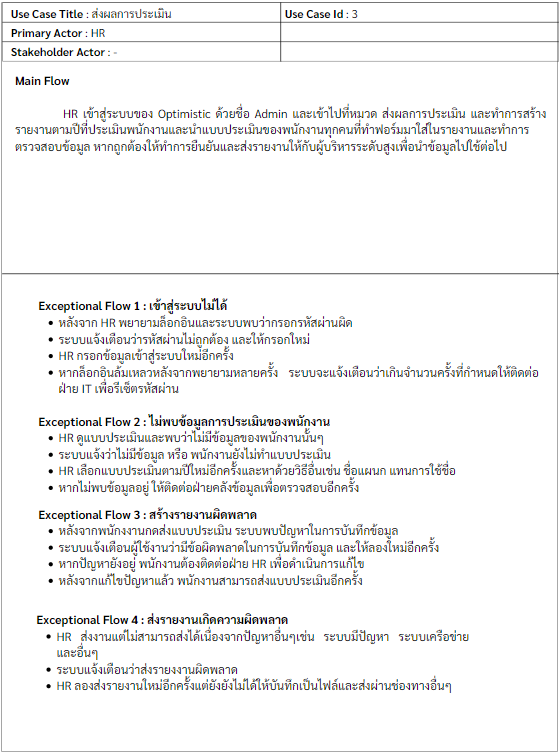 Use Case Title : ส่งผลการประเมิน
Use Case Id : 3
Primary Actor : HR
Stakeholder Actor : -
Main Flow
HR เข้าสู่ระบบของ Optimistic ด้วยชื่อ Admin และเข้าไปที่หมวด ส่งผลการประเมิน และทำการสร้าง
รายงานตามปีที่ประเมินพนักงานและนำแบบประเมินของพนักงานทุกคนที่ทำฟอร์มมาใส่ในรายงานและทำการ
ตรวจสอบข้อมูล หากถูกต้องให้ทำการยืนยันและส่งรายงานให้กับผู้บริหารระดับสูงเพื่อนำข้อมูลไปใช้ต่อไป
Exceptional Flow 1 : เข้าสู่ระบบไม่ได้
• หลังจาก HR พยายามล็อกอินและระบบพบว่ากรอกรหัสผ่านผิด
• ระบบแจ้งเตือนว่ารหัสผ่านไม่ถูกต้อง และให้กรอกใหม่
• HR กรอกข้อมูลเข้าสู่ระบบใหม่อีกครั้ง
• หากล็อกอินล้มเหลวหลังจากพยายามหลายครั้ง ระบบจะแจ้งเตือนว่าเกินจำนวนครั้งที่กำหนดให้ติดต่อ
ฝ่าย IT เพื่อรีเซ็ตรหัสผ่าน
Exceptional Flow 2 : ไม่พบข้อมูลการประเมินของพนักงาน
• HR ดูแบบประเมินและพบว่าไม่มีข้อมูลของพนักงานนั้นๆ
• ระบบแจ้งว่าไม่มีข้อมูล หรือ พนักงานยังไม่ทำแบบประเมิน
• HR เลือกแบบประเมินตามปีใหม่อีกครั้งและหาด้วยวิธีอื่นเช่น ชื่อแผนก แทนการใช้ชื่อ
• หากไม่พบข้อมูลอยู่ ให้ติดต่อฝ่ายคลังข้อมูลเพื่อตรวจสอบอีกครั้ง
Exceptional Flow 3 : สร้างรายงานผิดพลาด
• หลังจากพนักงานกดส่งแบบประเมิน ระบบพบปัญหาในการบันทึกข้อมูล
• ระบบแจ้งเตือนผู้ใช้งานว่ามีข้อผิดพลาดในการบันทึกข้อมูล และให้ลองใหม่อีกครั้ง
• หากปัญหายังอยู่ พนักงานต้องติดต่อฝ่าย HR เพื่อดำเนินการแก้ไข
• หลังจากแก้ไขปัญหาแล้ว พนักงานสามารถส่งแบบประเมินอีกครั้ง
Exceptional Flow 4 : ส่งรายงานเกิดความผิดพลาด
• HR ส่งงานแต่ไม่สามารถส่งได้เนื่องจากปัญหาอื่นๆเช่น ระบบมีปัญหา ระบบเครือข่าย
และอื่นๆ
• ระบบแจ้งเตือนว่าส่งรายงงานผิดพลาด
• HR ลองส่งรายงานใหม่อีกครั้งแต่ยังยังไม่ได้ให้บันทึกเป็นไฟล์และส่งผ่านช่องทางอื่นๆ